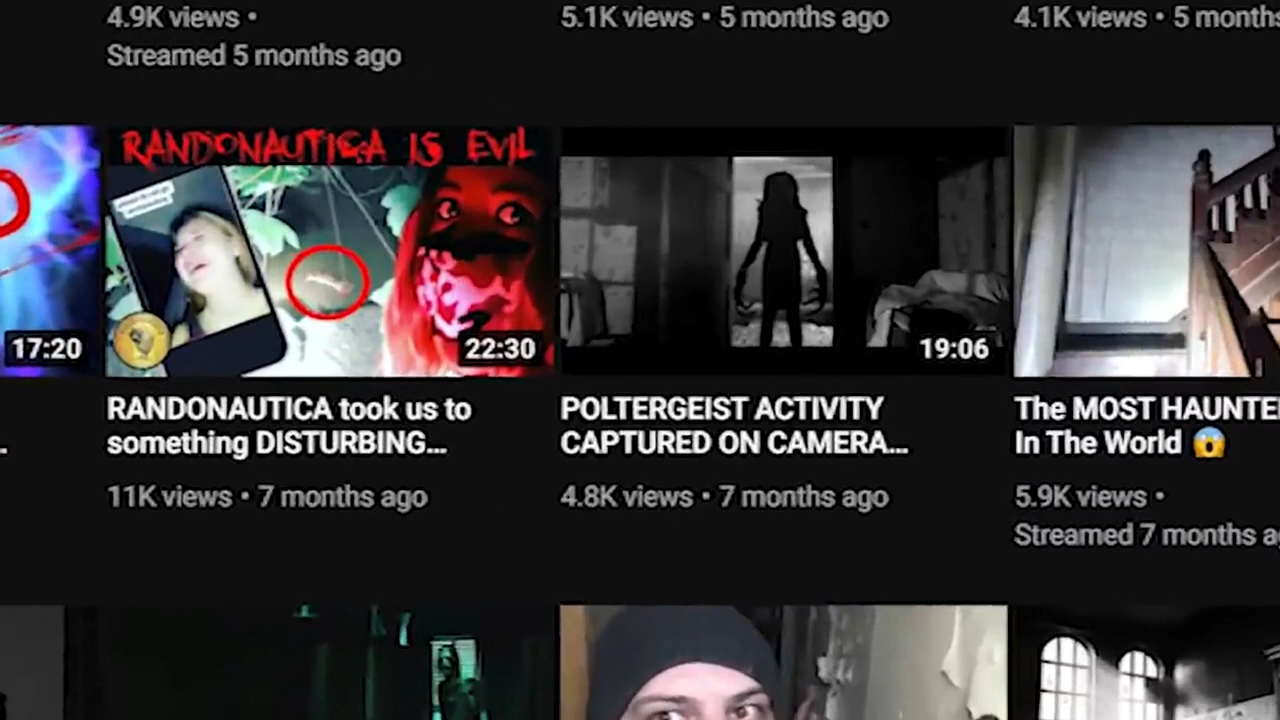 4.9K views •
Streamed 5 months ago
5.1K views • 5 months ago
4.1K views • 5 months
17:20
RANDONAUTICA IS EVIL
22:30
RANDONAUTICA took us to
something DISTURBING...
11K views • 7 months ago
19:06
POLTERGEIST ACTIVITY
CAPTURED ON CAMERA...
4.8K views • 7 months ago
The MOST HAUNTE
In The World 😱
5.9K views •
Streamed 7 months a